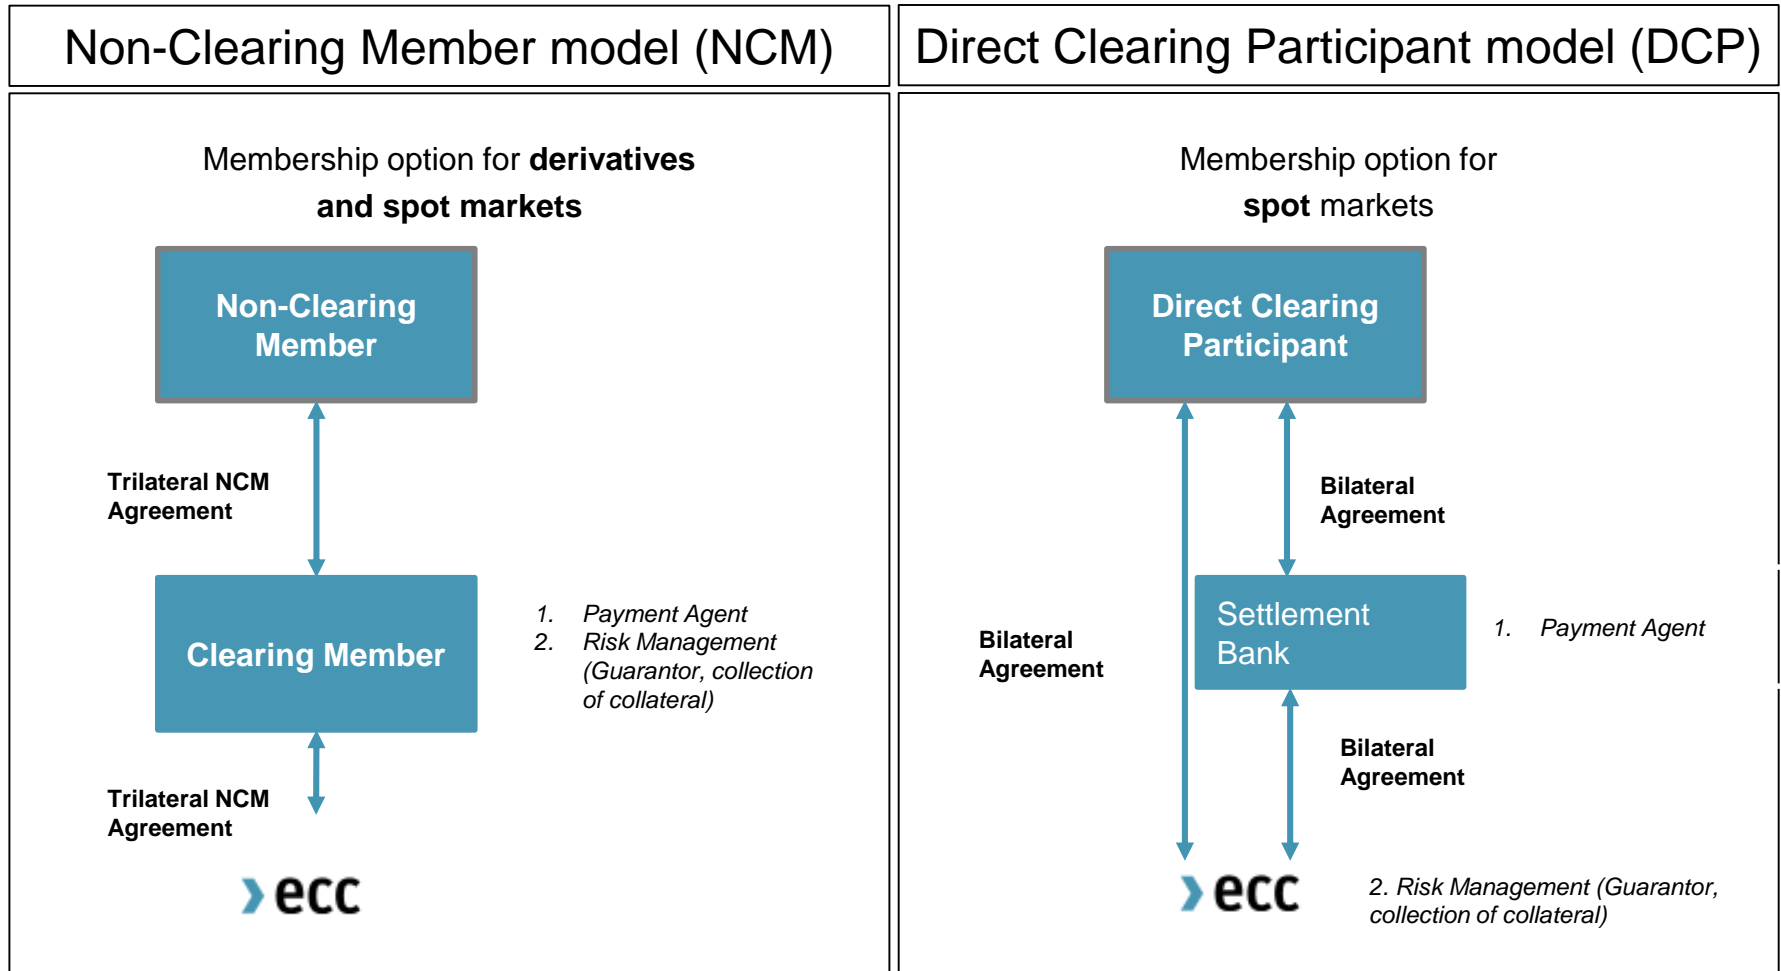 Non-Clearing Member model (NCM)
Membership option for derivatives
and spot markets
Non-Clearing
Member
Trilateral NCM
Agreement
Clearing Member
1. Payment Agent
2. Risk Management
(Guarantor, collection
of collateral)
Trilateral NCM
Agreement
ecc
Direct Clearing Participant model (DCP)
Membership option for
spot markets
Direct Clearing
Participant
Bilateral
Agreement
Settlement
Bank
1. Payment Agent
Bilateral
Agreement
Bilateral
Agreement
ecc
2. Risk Management (Guarantor,
collection of collateral)